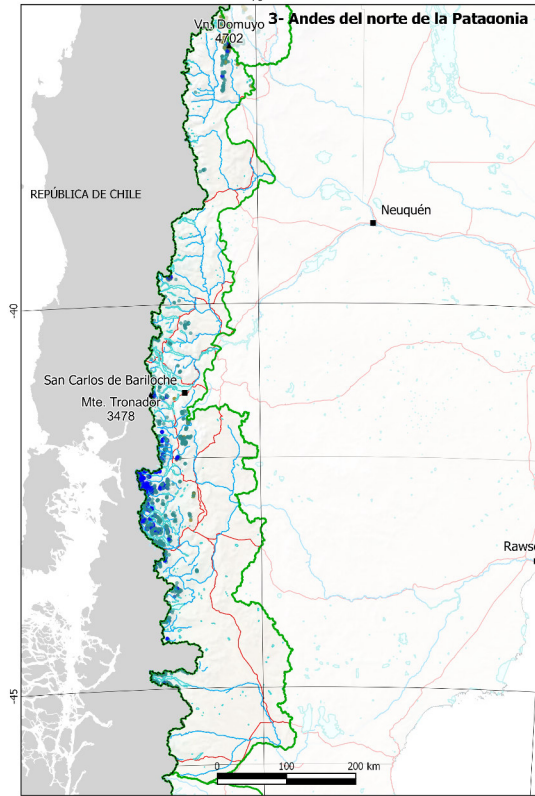 3- Andes del norte de la Patagonia
Vn. Domuyo
4702
REPÚBLICA DE CHILE
Neuquén
-40
San Carlos de Bariloche
Mte. Tronador
3478
Raws
-45
0 100 200 km